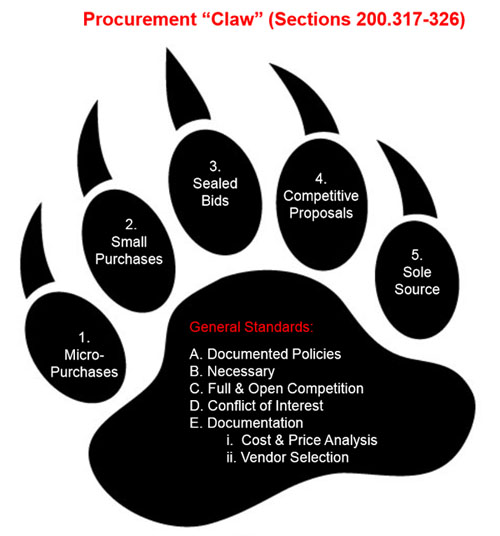 Procurement “Claw” (Sections 200.317-326)
3.
Sealed
Bids
4.
Competitive
Proposals
2.
Small
Purchases
5.
Sole
Source
1.
Micro-
Purchases
General Standards:
A. Documented Policies
B. Necessary
C. Full & Open Competition
D. Conflict of Interest
E. Documentation
i. Cost & Price Analysis
ii. Vendor Selection